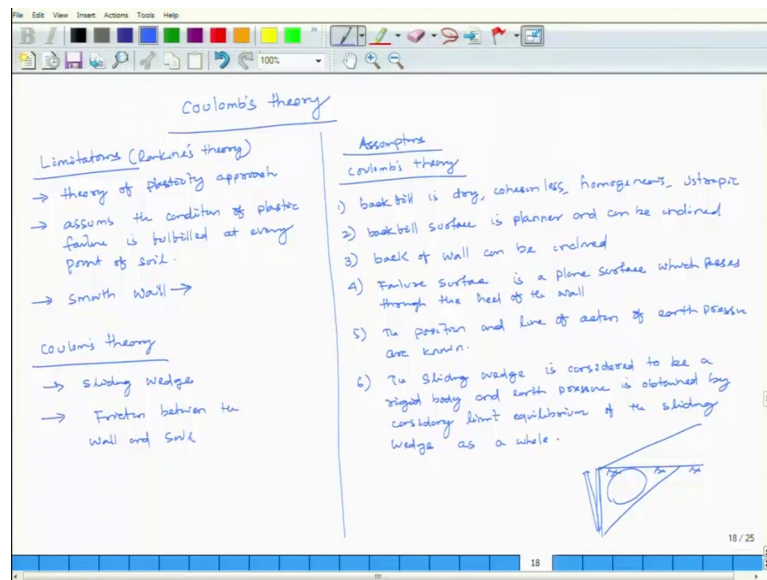 File Edit View Insert Actions Tools Help
B I
100%
Coulomb's theory
Limitations (Rankine's theory)
→ theory of plasticity approach
→ assums the conditon of plastic
failure is fulfilled at every
point of soil.
→ Smooth wall →
Coulomb's theory
→ Sliding wedge
→ Friction between the
wall and soil
Assumptions
Coulomb's theory
1) backfill is dry, cohesionless, homogeneous, isotropic
2) backfill surface is planner and can be inclined
3) back of wall can be inclined
4) Failure surface is a plane surface which passes
through the heel of the wall
5) The position and line of action of earth pressure
are known.
6) The sliding wedge is considered to be a
rigid body and earth pressure is obtained by
considering limit equilibrium of the sliding
wedge as a whole.
18 / 25
18